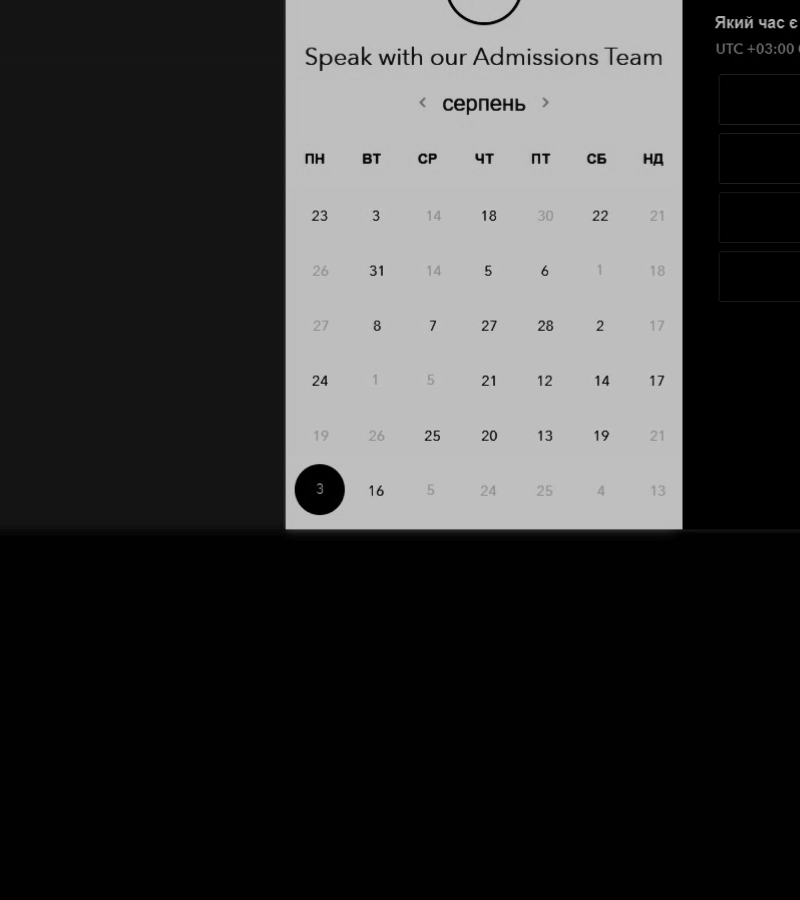 Speak with our Admissions Team
< серпень >
ПН ВТ СР ЧТ ПТ СБ НД
23 3 14 18 30 22 21
26 31 14 5 6 1 18
27 8 7 27 28 2 17
24 1 5 21 12 14 17
19 26 25 20 13 19 21
3 16 5 24 25 4 13
Який час є
UTC +03:00